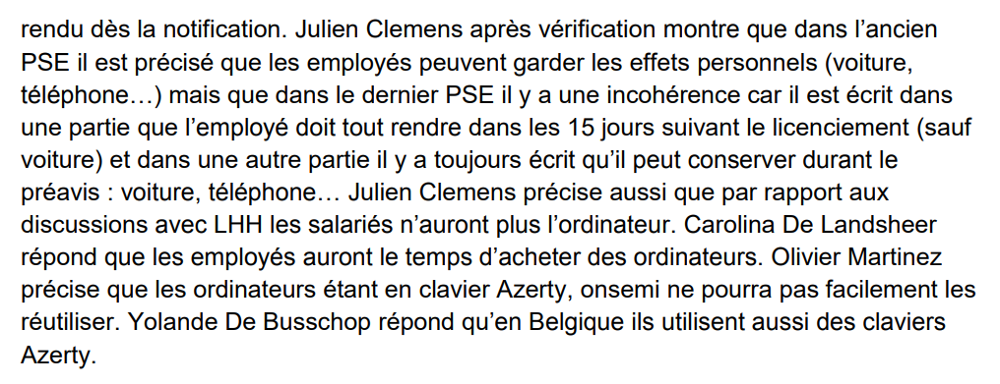 rendu dès la notification. Julien Clemens après vérification montre que dans l’ancien
PSE il est précisé que les employés peuvent garder les effets personnels (voiture,
téléphone…) mais que dans le dernier PSE il y a une incohérence car il est écrit dans
une partie que l’employé doit tout rendre dans les 15 jours suivant le licenciement (sauf
voiture) et dans une autre partie il y a toujours écrit qu’il peut conserver durant le
préavis : voiture, téléphone… Julien Clemens précise aussi que par rapport aux
discussions avec LHH les salariés n’auront plus l’ordinateur. Carolina De Landsheer
répond que les employés auront le temps d’acheter des ordinateurs. Olivier Martinez
précise que les ordinateurs étant en clavier Azerty, onsemi ne pourra pas facilement les
réutiliser. Yolande De Busschop répond qu’en Belgique ils utilisent aussi des claviers
Azerty.